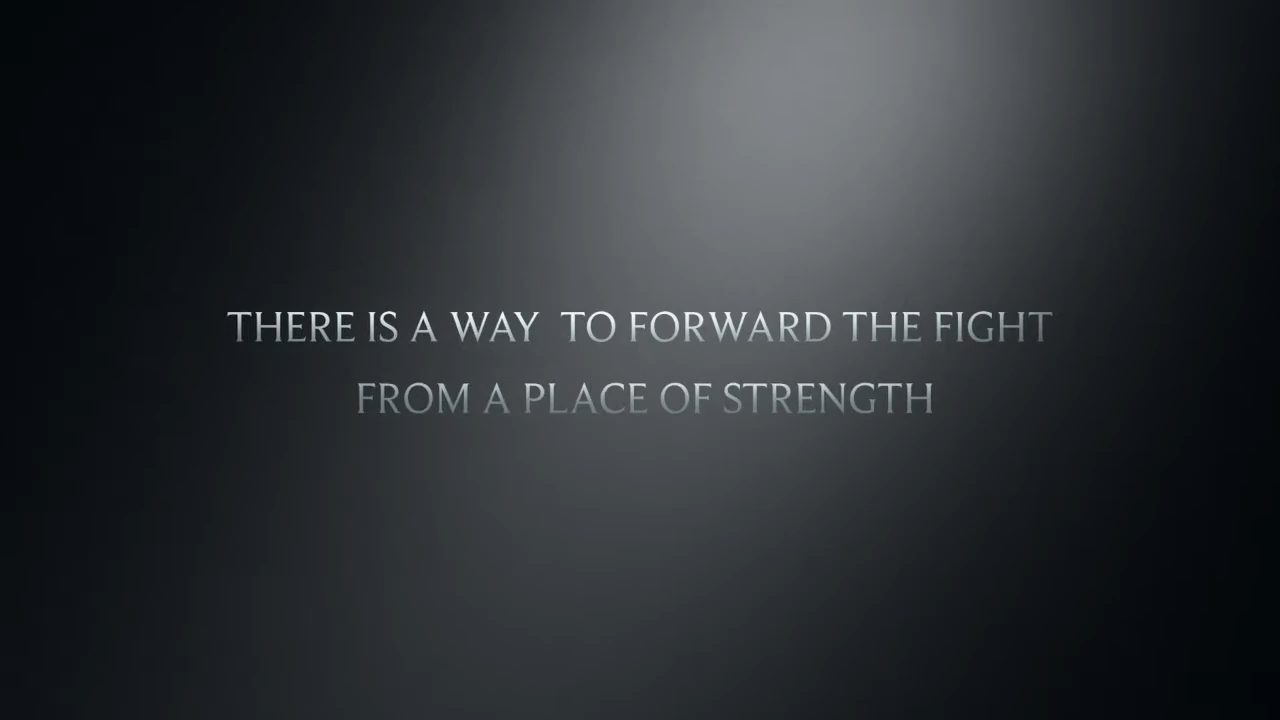 THERE IS A WAY  TO FORWARD THE FIGHT
FROM A PLACE OF STRENGTH